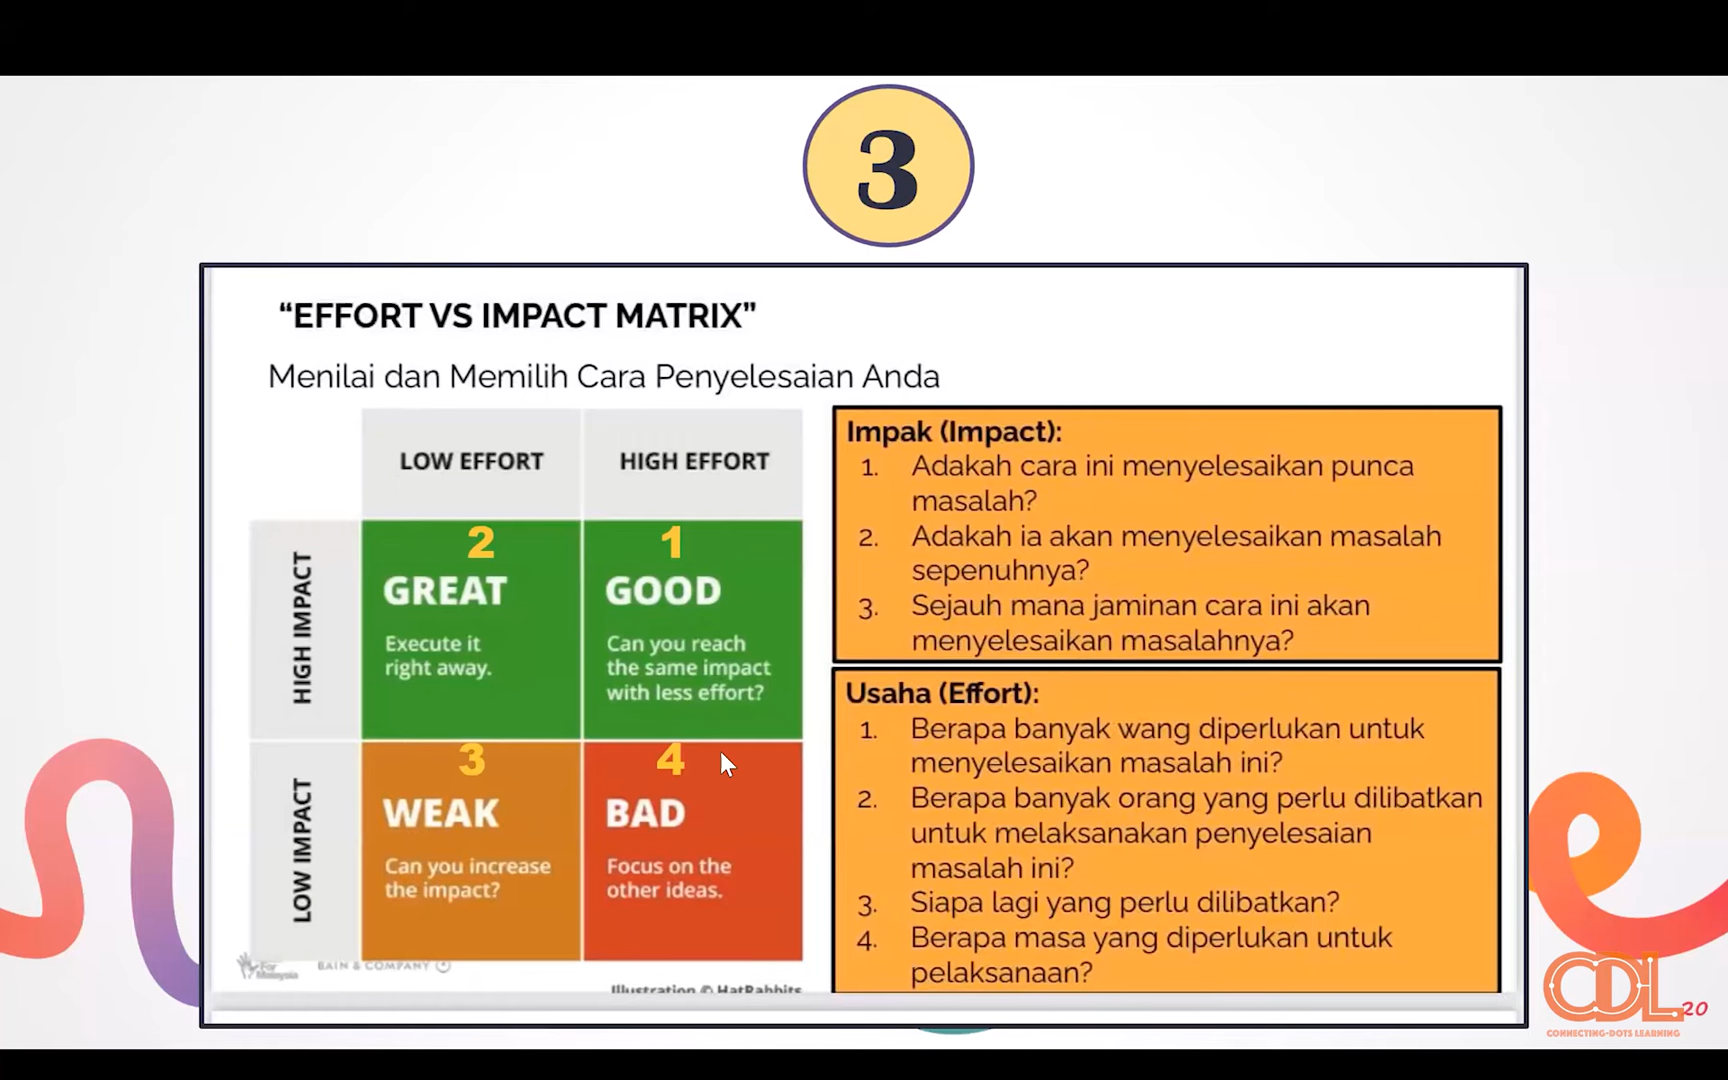 3
“EFFORT VS IMPACT MATRIX”
Menilai dan Memilih Cara Penyelesaian Anda
LOW EFFORT
HIGH EFFORT
HIGH IMPACT
2
GREAT
Execute it
right away.
1
GOOD
Can you reach
the same impact
with less effort?
LOW IMPACT
3
WEAK
Can you increase
the impact?
4
BAD
Focus on the
other ideas.
For
Malaysia
BAIN & COMPANY
Illustration © HatRabbits
Impak (Impact):
1. Adakah cara ini menyelesaikan punca
masalah?
2. Adakah ia akan menyelesaikan masalah
sepenuhnya?
3. Sejauh mana jaminan cara ini akan
menyelesaikan masalahnya?
Usaha (Effort):
1. Berapa banyak wang diperlukan untuk
menyelesaikan masalah ini?
2. Berapa banyak orang yang perlu dilibatkan
untuk melaksanakan penyelesaian
masalah ini?
3. Siapa lagi yang perlu dilibatkan?
4. Berapa masa yang diperlukan untuk
pelaksanaan?
CDL
CONNECTING-DOTS LEARNING
20